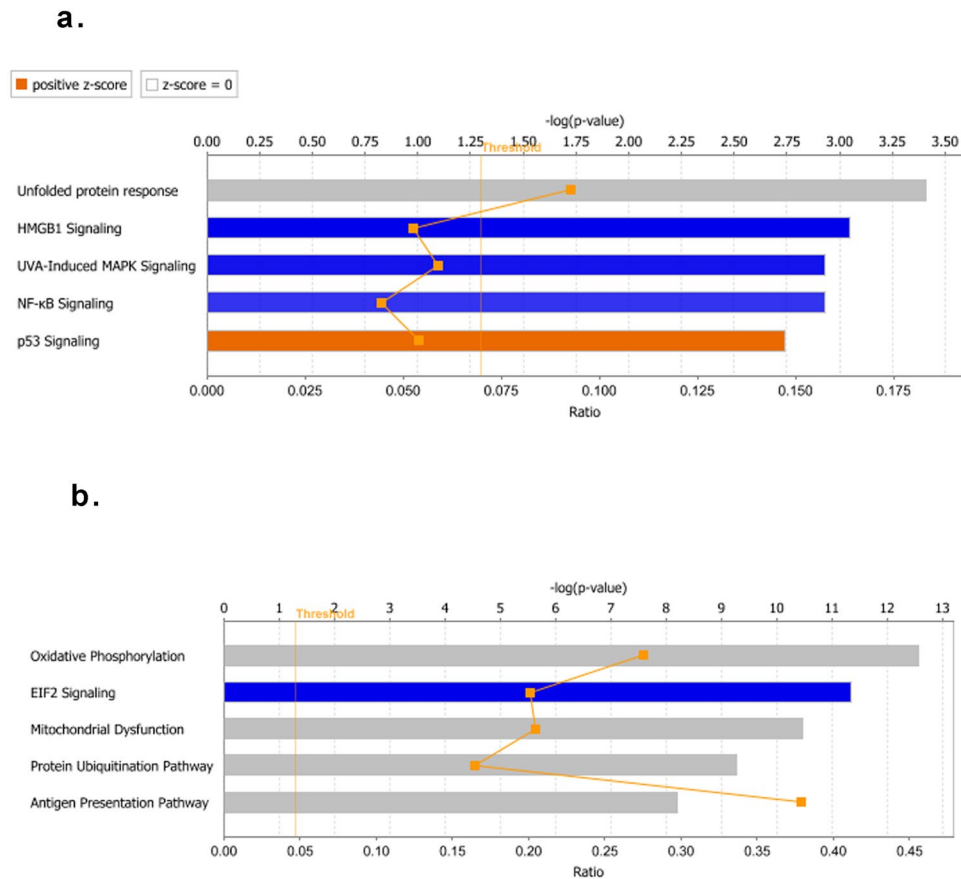 a.
positive z-score z-score = 0
-log(p-value)
0.00 0.25 0.50 0.75 1.00 1.25 1.50 1.75 2.00 2.25 2.50 2.75 3.00 3.25 3.50
Threshold
Unfolded protein response
HMGB1 Signaling
UVA-Induced MAPK Signaling
NF-κB Signaling
p53 Signaling
0.000 0.025 0.050 0.075 0.100 0.125 0.150 0.175
Ratio
b.
-log(p-value)
0 1 2 3 4 5 6 7 8 9 10 11 12 13
Threshold
Oxidative Phosphorylation
EIF2 Signaling
Mitochondrial Dysfunction
Protein Ubiquitination Pathway
Antigen Presentation Pathway
0.00 0.05 0.10 0.15 0.20 0.25 0.30 0.35 0.40 0.45
Ratio